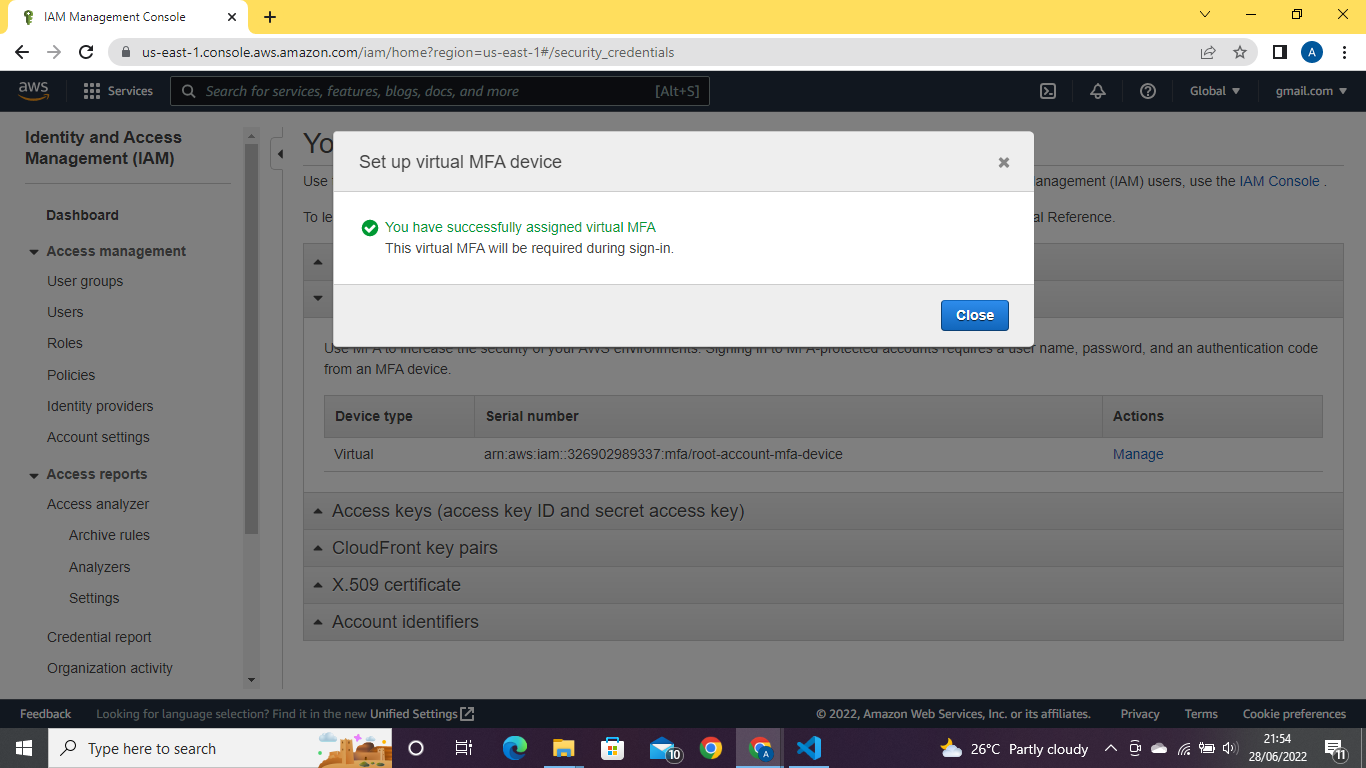 IAM Management Console
us-east-1.console.aws.amazon.com/iam/home?region=us-east-1#/security_credentials
A
aws
Services
Search for services, features, blogs, docs, and more
[Alt+S]
Global
gmail.com
Identity and Access
Management (IAM)
Dashboard
Access management
User groups
Users
Roles
Policies
Identity providers
Account settings
Access reports
Access analyzer
Archive rules
Analyzers
Settings
Credential report
Organization activity
Yo
Use
anagement (IAM) users, use the IAM Console .
To le
al Reference.
Set up virtual MFA device
You have successfully assigned virtual MFA
This virtual MFA will be required during sign-in.
Close
Use MFA to increase the security of your AWS environments. Signing in to MFA-protected accounts requires a user name, password, and an authentication code
from an MFA device.
Device type Serial number Actions
Virtual arn:aws:iam::326902989337:mfa/root-account-mfa-device Manage
Access keys (access key ID and secret access key)
CloudFront key pairs
X.509 certificate
Account identifiers
Feedback Looking for language selection? Find it in the new Unified Settings
© 2022, Amazon Web Services, Inc. or its affiliates. Privacy Terms Cookie preferences
Type here to search
10
A
26°C Partly cloudy
21:54
28/06/2022
11